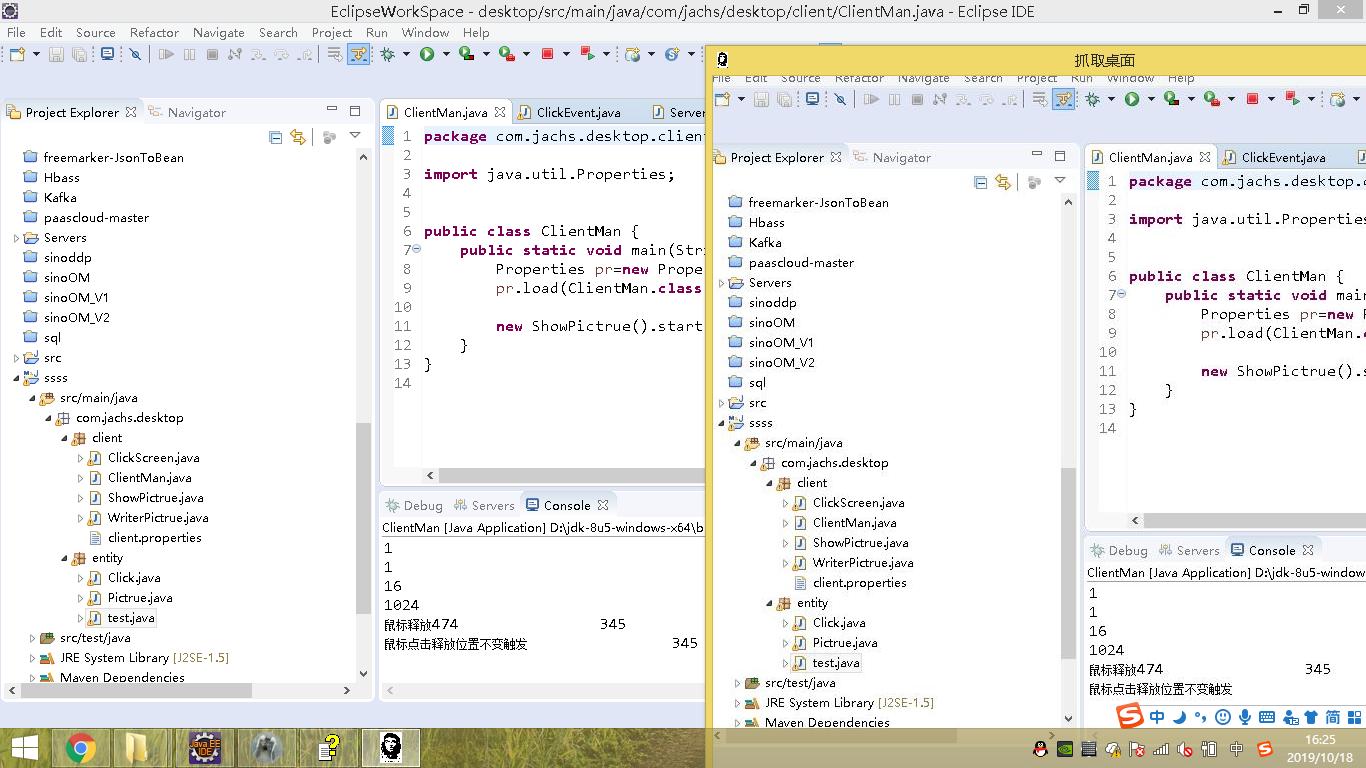 EclipseWorkSpace - desktop/src/main/java/com/jachs/desktop/client/ClientMan.java - Eclipse IDE
File Edit Source Refactor Navigate Search Project Run Window Help
Project Explorer
Navigator
freemarker-JsonToBean
Hbass
Kafka
paascloud-master
Servers
sinoddp
sinoOM
sinoOM_V1
sinoOM_V2
sql
src
ssss
src/main/java
com.jachs.desktop
client
ClickScreen.java
ClientMan.java
ShowPictrue.java
WriterPictrue.java
client.properties
entity
Click.java
Pictrue.java
test.java
src/test/java
JRE System Library [J2SE-1.5]
Maven Dependencies
ClientMan.java
ClickEvent.java
Server
1 package com.jachs.desktop.client
2
3 import java.util.Properties;
4
5
6 public class ClientMan {
7 public static void main(Stri
8 Properties pr=new Prope
9 pr.load(ClientMan.class
10
11 new ShowPictrue().start
12 }
13 }
14
Debug Servers Console
ClientMan [Java Application] D:\jdk-8u5-windows-x64\b
1
1
16
1024
鼠标释放474 345
鼠标点击释放位置不变触发 345
抓取桌面
File Edit Source Refactor Navigate Search Project Run Window Help
Project Explorer
Navigator
freemarker-JsonToBean
Hbass
Kafka
paascloud-master
Servers
sinoddp
sinoOM
sinoOM_V1
sinoOM_V2
sql
src
ssss
src/main/java
com.jachs.desktop
client
ClickScreen.java
ClientMan.java
ShowPictrue.java
WriterPictrue.java
client.properties
entity
Click.java
Pictrue.java
test.java
src/test/java
JRE System Library [J2SE-1.5]
Maven Dependencies
ClientMan.java
ClickEvent.java
1 package com.jachs.desktop.c
2
3 import java.util.Propertie
4
5
6 public class ClientMan {
7 public static void main
8 Properties pr=new P
9 pr.load(ClientMan.c
10
11 new ShowPictrue().s
12 }
13 }
14
Debug Servers Console
ClientMan [Java Application] D:\jdk-8u5-window
1
1
16
1024
鼠标释放474 345
鼠标点击释放位置不变触发
S 中 简
Java EE
IDE
中 S
16:25
2019/10/18